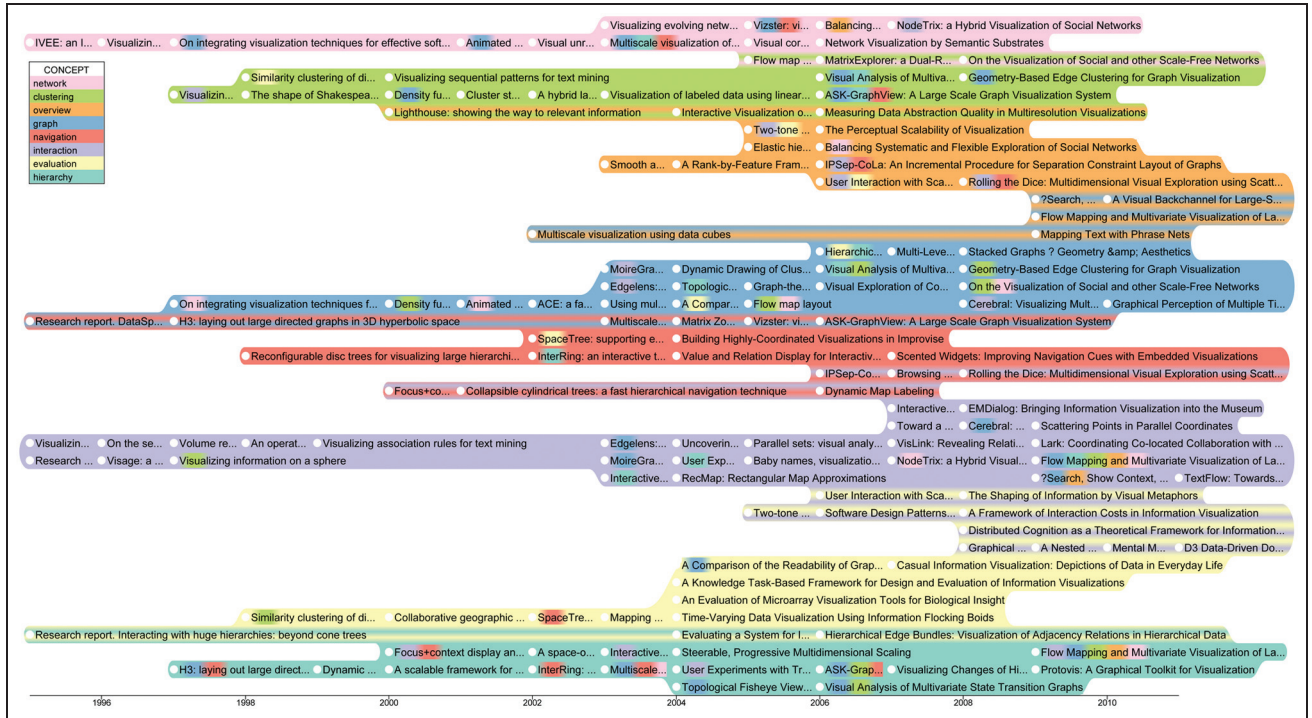 Visualizing evolving netw... Vizster: vi... Balancing... NodeTrix: a Hybrid Visualization of Social Networks
IVEE: an I... Visualizin... On integrating visualization techniques for effective soft... Animated ... Visual unr... Multiscale visualization of... Visual cor... Network Visualization by Semantic Substrates
Flow map ... MatrixExplorer: a Dual-R... On the Visualization of Social and other Scale-Free Networks
CONCEPT
network
clustering
overview
graph
navigation
interaction
evaluation
hierarchy
Similarity clustering of di... Visualizing sequential patterns for text mining Visual Analysis of Multiva... Geometry-Based Edge Clustering for Graph Visualization
Visualizin... The shape of Shakespea... Density fu... Cluster st... A hybrid la... Visualization of labeled data using linear... ASK-GraphView: A Large Scale Graph Visualization System
Lighthouse: showing the way to relevant information Interactive Visualization o... Measuring Data Abstraction Quality in Multiresolution Visualizations
Two-tone ... The Perceptual Scalability of Visualization
Elastic hie... Balancing Systematic and Flexible Exploration of Social Networks
Smooth a... A Rank-by-Feature Fram... IPSep-CoLa: An Incremental Procedure for Separation Constraint Layout of Graphs
User Interaction with Sca... Rolling the Dice: Multidimensional Visual Exploration using Scatt...
?Search, ... A Visual Backchannel for Large-S...
Flow Mapping and Multivariate Visualization of La...
Multiscale visualization using data cubes Mapping Text with Phrase Nets
Hierarchic... Multi-Leve... Stacked Graphs ? Geometry &amp; Aesthetics
MoireGra... Dynamic Drawing of Clus... Visual Analysis of Multiva... Geometry-Based Edge Clustering for Graph Visualization
Edgelens:... Topologic... Graph-the... Visual Exploration of Co... On the Visualization of Social and other Scale-Free Networks
On integrating visualization techniques f... Density fu... Animated ... ACE: a fa... Using mul... A Compar... Flow map layout Cerebral: Visualizing Mult... Graphical Perception of Multiple Ti...
Research report. DataSp... H3: laying out large directed graphs in 3D hyperbolic space Multiscale... Matrix Zo... Vizster: vi... ASK-GraphView: A Large Scale Graph Visualization System
SpaceTree: supporting e... Building Highly-Coordinated Visualizations in Improvise
Reconfigurable disc trees for visualizing large hierarchi... InterRing: an interactive t... Value and Relation Display for Interactiv... Scented Widgets: Improving Navigation Cues with Embedded Visualizations
IPSep-Co... Browsing ... Rolling the Dice: Multidimensional Visual Exploration using Scatt...
Focus+co... Collapsible cylindrical trees: a fast hierarchical navigation technique Dynamic Map Labeling
Interactive... EMDialog: Bringing Information Visualization into the Museum
Toward a ... Cerebral: ... Scattering Points in Parallel Coordinates
Visualizin... On the se... Volume re... An operat... Visualizing association rules for text mining Edgelens:... Uncoverin... Parallel sets: visual analy... VisLink: Revealing Relati... Lark: Coordinating Co-located Collaboration with ...
Research ... Visage: a ... Visualizing information on a sphere MoireGra... User Exp... Baby names, visualizatio... NodeTrix: a Hybrid Visual... Flow Mapping and Multivariate Visualization of La...
Interactive... RecMap: Rectangular Map Approximations ?Search, Show Context, ... TextFlow: Towards...
User Interaction with Sca... The Shaping of Information by Visual Metaphors
Two-tone ... Software Design Patterns... A Framework of Interaction Costs in Information Visualization
Distributed Cognition as a Theoretical Framework for Information...
Graphical ... A Nested ... Mental M... D3 Data-Driven Do...
A Comparison of the Readability of Grap... Casual Information Visualization: Depictions of Data in Everyday Life
A Knowledge Task-Based Framework for Design and Evaluation of Information Visualizations
An Evaluation of Microarray Visualization Tools for Biological Insight
Similarity clustering of di... Collaborative geographic ... SpaceTre... Mapping ... Time-Varying Data Visualization Using Information Flocking Boids
Research report. Interacting with huge hierarchies: beyond cone trees Evaluating a System for I... Hierarchical Edge Bundles: Visualization of Adjacency Relations in Hierarchical Data
Focus+context display an... A space-o... Interactive... Steerable, Progressive Multidimensional Scaling Flow Mapping and Multivariate Visualization of La...
H3: laying out large direct... Dynamic ... A scalable framework for ... InterRing: ... Multiscale... User Experiments with Tr... ASK-Grap... Visualizing Changes of Hi... Protovis: A Graphical Toolkit for Visualization
Topological Fisheye View... Visual Analysis of Multivariate State Transition Graphs
1996 1998 2000 2002 2004 2006 2008 2010